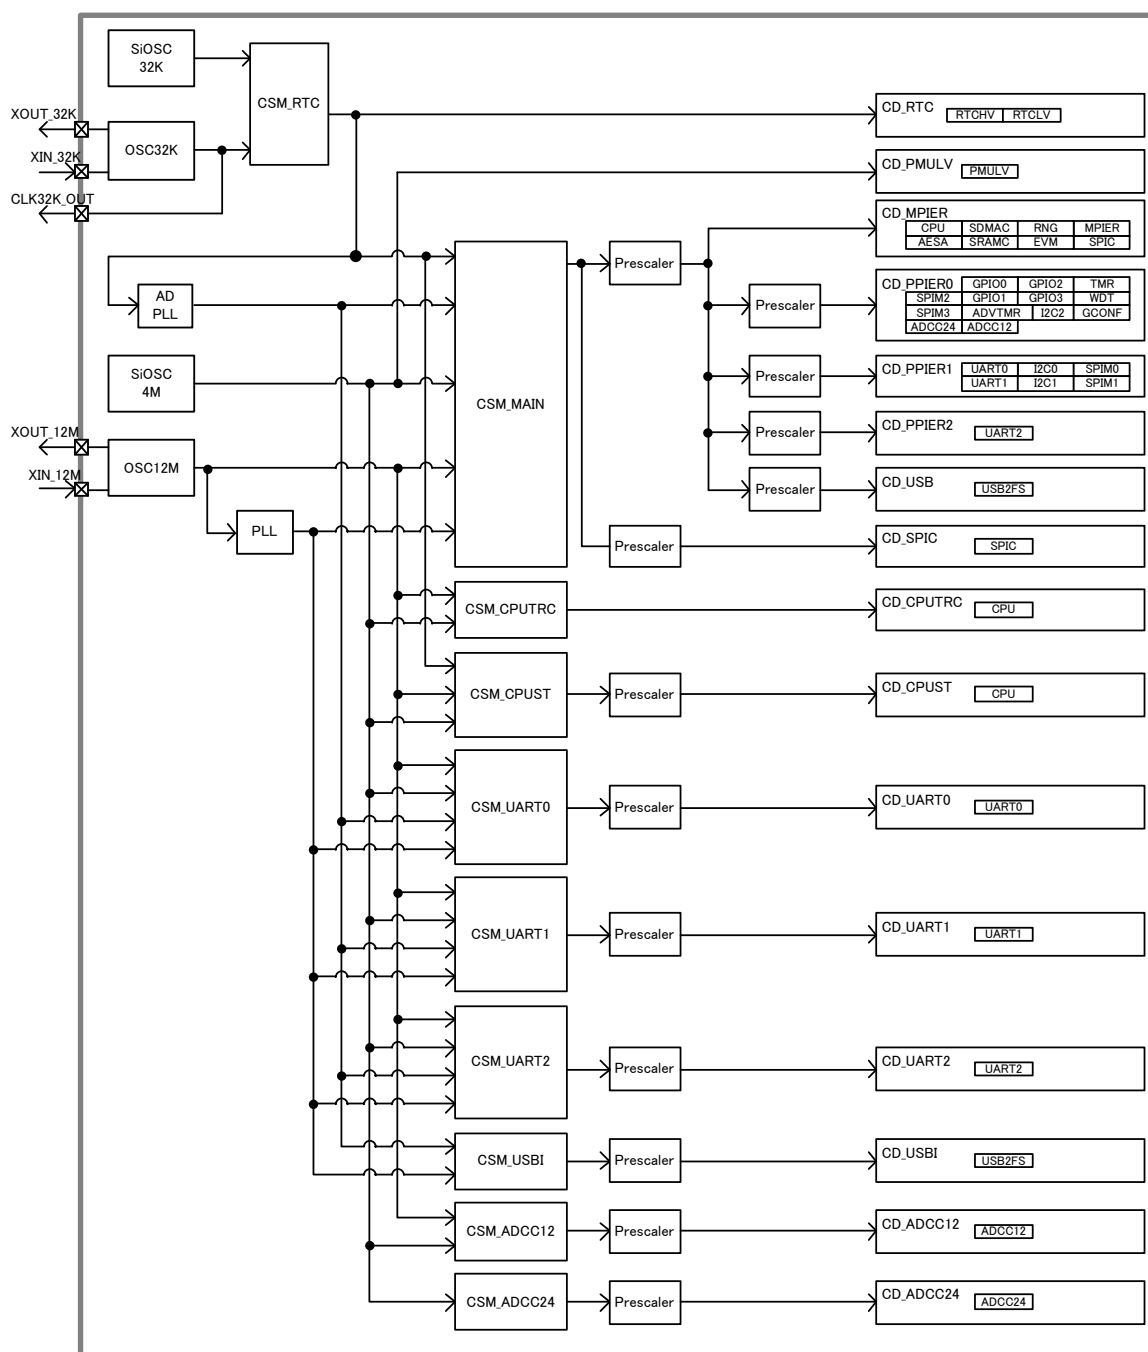 SiOSC
32K
CSM_RTC
XOUT_32K
OSC32K
XIN_32K
CLK32K_OUT
CD_RTC
RTCHV RTCLV
CD_PMULV
PMULV
CD_MPIER
CPU SDMAC RNG MPIER
AESA SRAMC EVM SPIC
AD
PLL
SiOSC
4M
CSM_MAIN
Prescaler
Prescaler
CD_PPIER0
GPIO0 GPIO2 TMR
SPIM2 GPIO1 GPIO3 WDT
SPIM3 ADVTMR I2C2 GCONF
ADCC24 ADCC12
Prescaler
CD_PPIER1
UART0 I2C0 SPIM0
UART1 I2C1 SPIM1
XOUT_12M
OSC12M
XIN_12M
Prescaler
CD_PPIER2
UART2
Prescaler
CD_USB
USB2FS
PLL
Prescaler
CD_SPIC
SPIC
CSM_CPUTRC
CD_CPUTRC
CPU
CSM_CPUST
Prescaler
CD_CPUST
CPU
CSM_UART0
Prescaler
CD_UART0
UART0
CSM_UART1
Prescaler
CD_UART1
UART1
CSM_UART2
Prescaler
CD_UART2
UART2
CSM_USBI
Prescaler
CD_USBI
USB2FS
CSM_ADCC12
Prescaler
CD_ADCC12
ADCC12
CSM_ADCC24
Prescaler
CD_ADCC24
ADCC24